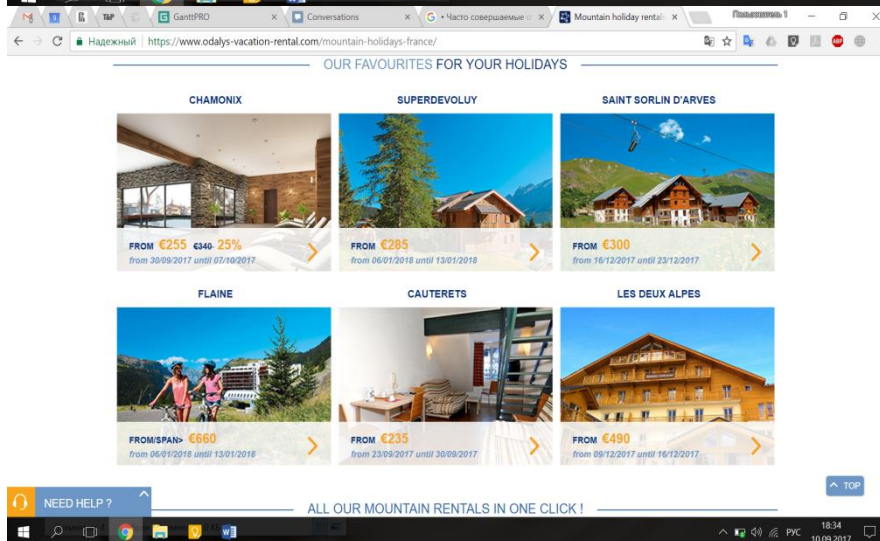 GanttPRO
Conversations
G • Часто совершаемые о
Mountain holiday rentals
Пользователь 1
Надежный https://www.odalys-vacation-rental.com/mountain-holidays-france/
OUR FAVOURITES FOR YOUR HOLIDAYS
CHAMONIX
SUPERDEVOLUY
SAINT SORLIN D'ARVES
FROM €255 €340 25%
from 30/09/2017 until 07/10/2017
FROM €285
from 06/01/2018 until 13/01/2018
FROM €300
from 16/12/2017 until 23/12/2017
FLAINE
CAUTERETS
LES DEUX ALPES
FROM/SPAN> €660
from 06/01/2018 until 13/01/2018
FROM €235
from 23/09/2017 until 30/09/2017
FROM €490
from 09/12/2017 until 16/12/2017
TOP
NEED HELP ?
ALL OUR MOUNTAIN RENTALS IN ONE CLICK !
РУС
18:34
10.09.2017